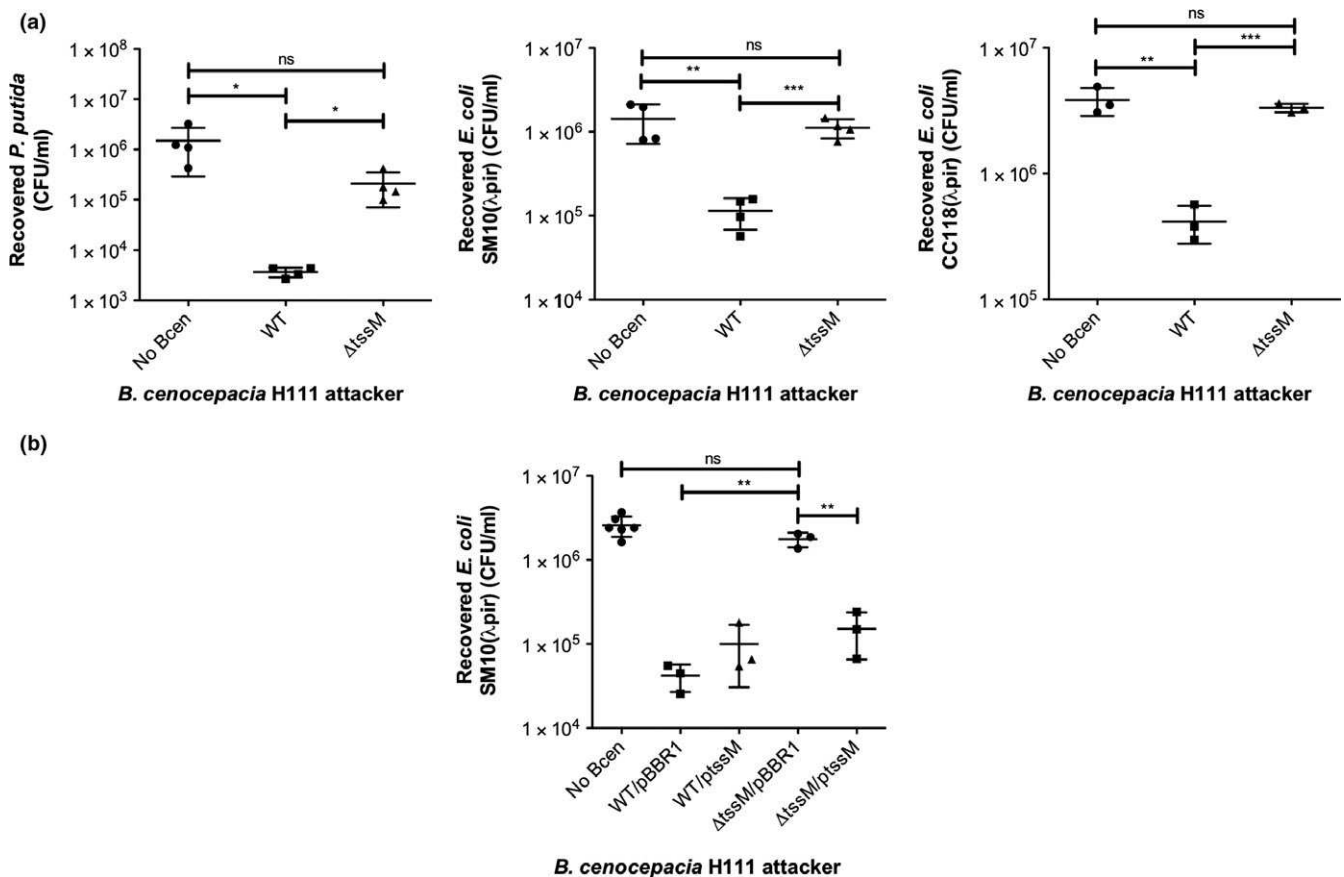 (a)
Recovered P. putida
(CFU/ml)
1 × 10⁸
1 × 10⁷
1 × 10⁶
1 × 10⁵
1 × 10⁴
1 × 10³
ns
*
*
No Bcen
WT
ΔtssM
B. cenocepacia H111 attacker
Recovered E. coli
SM10(λpir) (CFU/ml)
1 × 10⁷
1 × 10⁶
1 × 10⁵
1 × 10⁴
ns
**
***
No Bcen
WT
ΔtssM
B. cenocepacia H111 attacker
Recovered E. coli
CC118(λpir) (CFU/ml)
1 × 10⁷
1 × 10⁶
1 × 10⁵
ns
***
**
No Bcen
WT
ΔtssM
B. cenocepacia H111 attacker
(b)
Recovered E. coli
SM10(λpir) (CFU/ml)
1 × 10⁷
1 × 10⁶
1 × 10⁵
1 × 10⁴
ns
**
**
No Bcen
WT/pBBR1
WT/ptssM
ΔtssM/pBBR1
ΔtssM/ptssM
B. cenocepacia H111 attacker